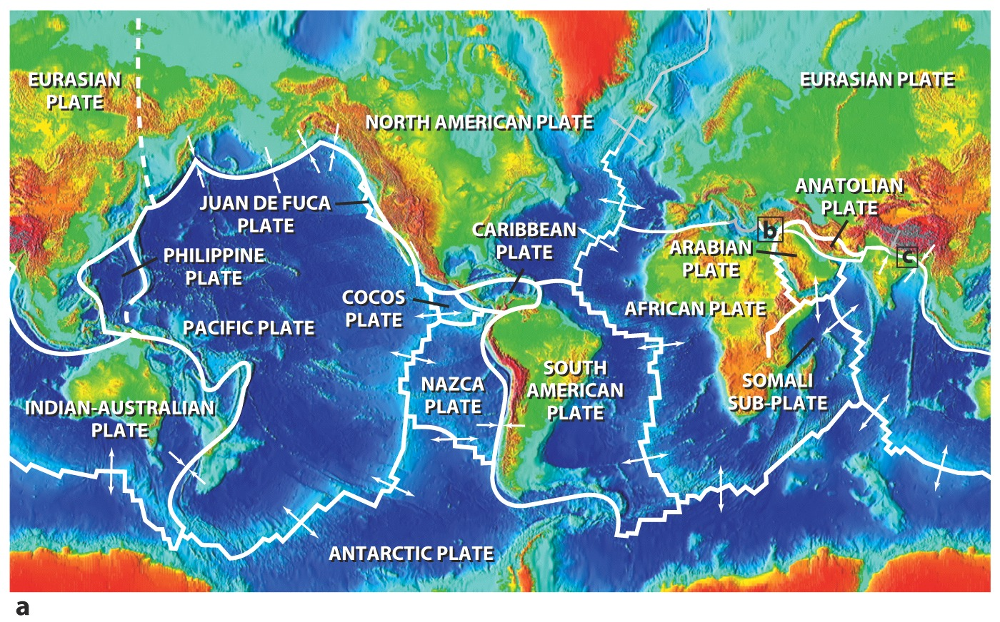 EURASIAN
PLATE
EURASIAN PLATE
NORTH AMERICAN PLATE
ANATOLIAN
PLATE
JUAN DE FUCA
PLATE
CARIBBEAN
PLATE
b
ARABIAN
PLATE
c
PHILIPPINE
PLATE
COCOS
PLATE
AFRICAN PLATE
PACIFIC PLATE
NAZCA
PLATE
SOUTH
AMERICAN
PLATE
SOMALI
SUB-PLATE
INDIAN-AUSTRALIAN
PLATE
ANTARCTIC PLATE
a